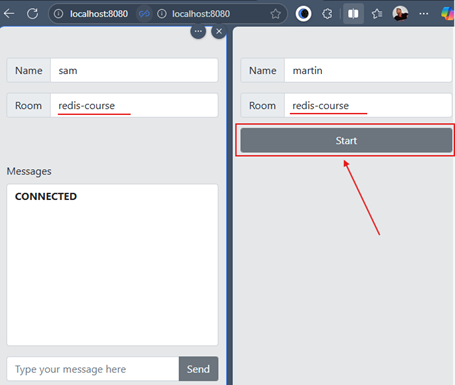 localhost:8080
localhost:8080
Name
sam
Room
redis-course
Messages
CONNECTED
Type your message here
Send
Name
martin
Room
redis-course
Start